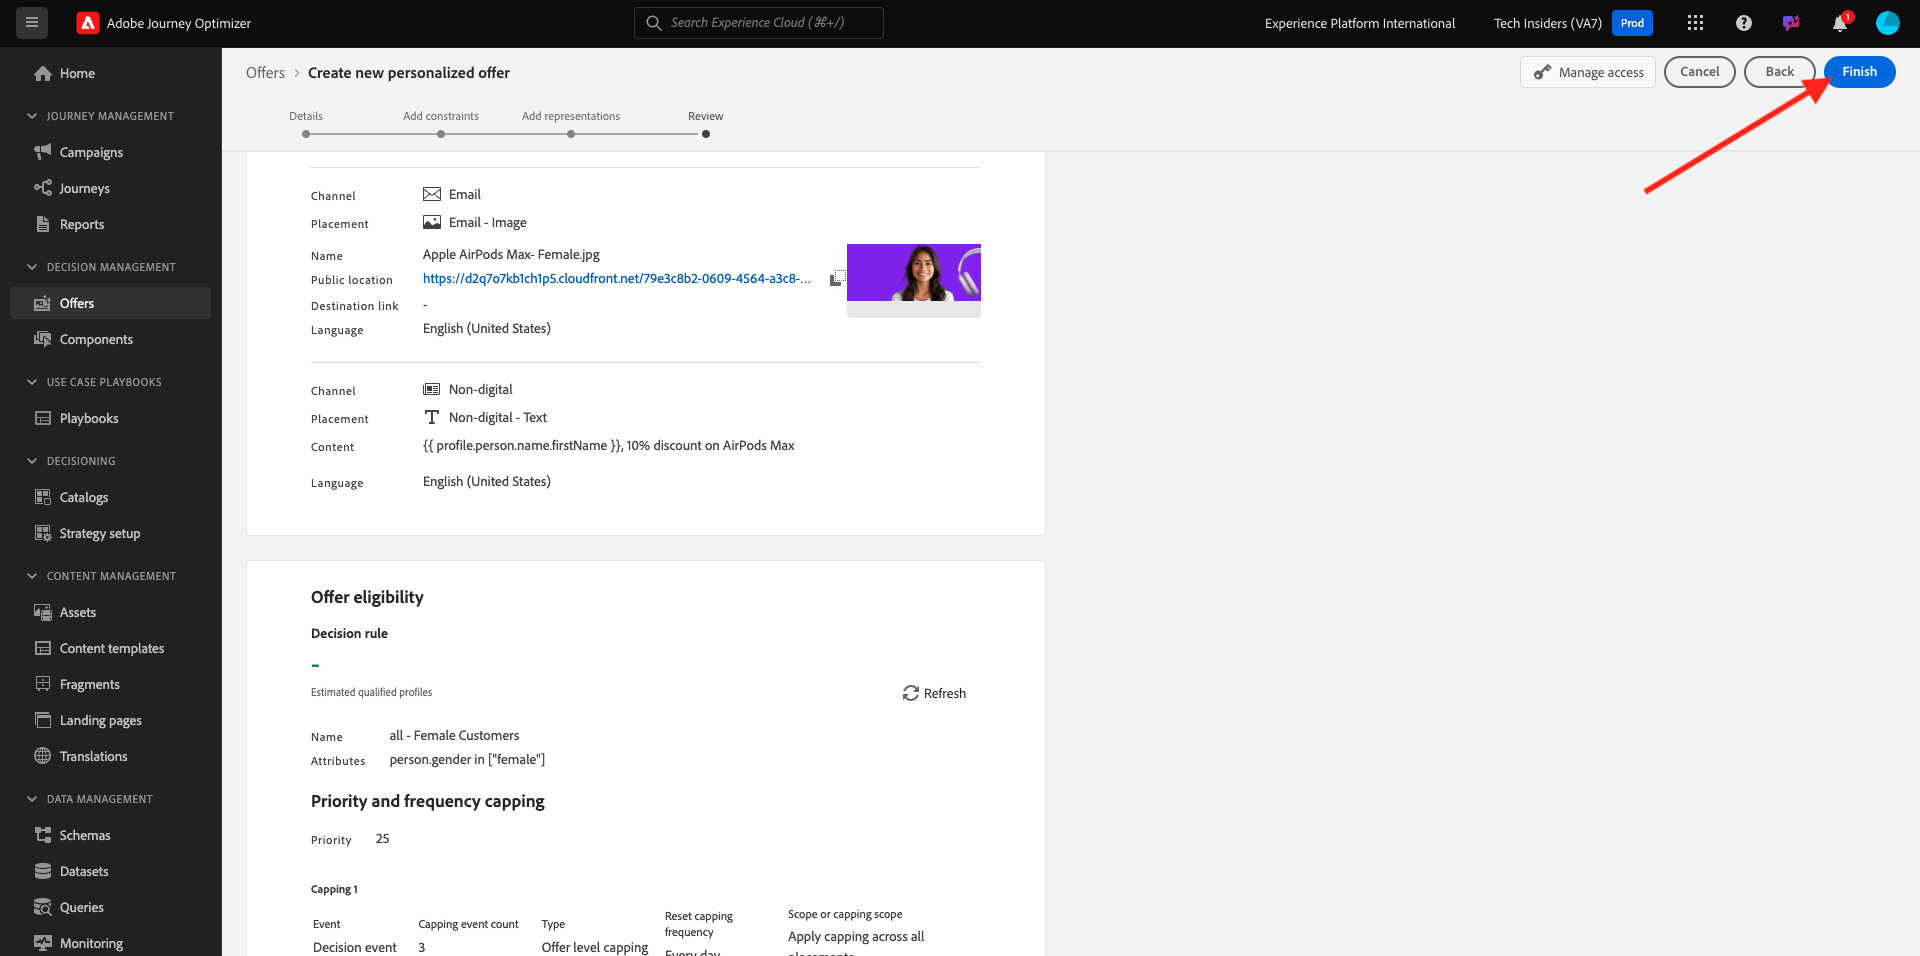 Adobe Journey Optimizer
Search Experience Cloud (⌘+/)
Experience Platform International
Tech Insiders (VA7)
Prod
1
Home
JOURNEY MANAGEMENT
Campaigns
Journeys
Reports
DECISION MANAGEMENT
Offers
Components
USE CASE PLAYBOOKS
Playbooks
DECISIONING
Catalogs
Strategy setup
CONTENT MANAGEMENT
Assets
Content templates
Fragments
Landing pages
Translations
DATA MANAGEMENT
Schemas
Datasets
Queries
Monitoring
Offers > Create new personalized offer
Manage access
Cancel
Back
Finish
Details
Add constraints
Add representations
Review
Channel Email
Placement Email - Image
Name Apple AirPods Max- Female.jpg
Public location https://d2q7o7kb1ch1p5.cloudfront.net/79e3c8b2-0609-4564-a3c8-...
Destination link -
Language English (United States)
Channel Non-digital
Placement Non-digital - Text
Content {{ profile.person.name.firstName }}, 10% discount on AirPods Max
Language English (United States)
Offer eligibility
Decision rule
-
Estimated qualified profiles
Refresh
Name all - Female Customers
Attributes person.gender in ["female"]
Priority and frequency capping
Priority 25
Capping 1
Event Capping event count Type Reset capping frequency Scope or capping scope
Decision event 3 Offer level capping Every day Apply capping across all placements